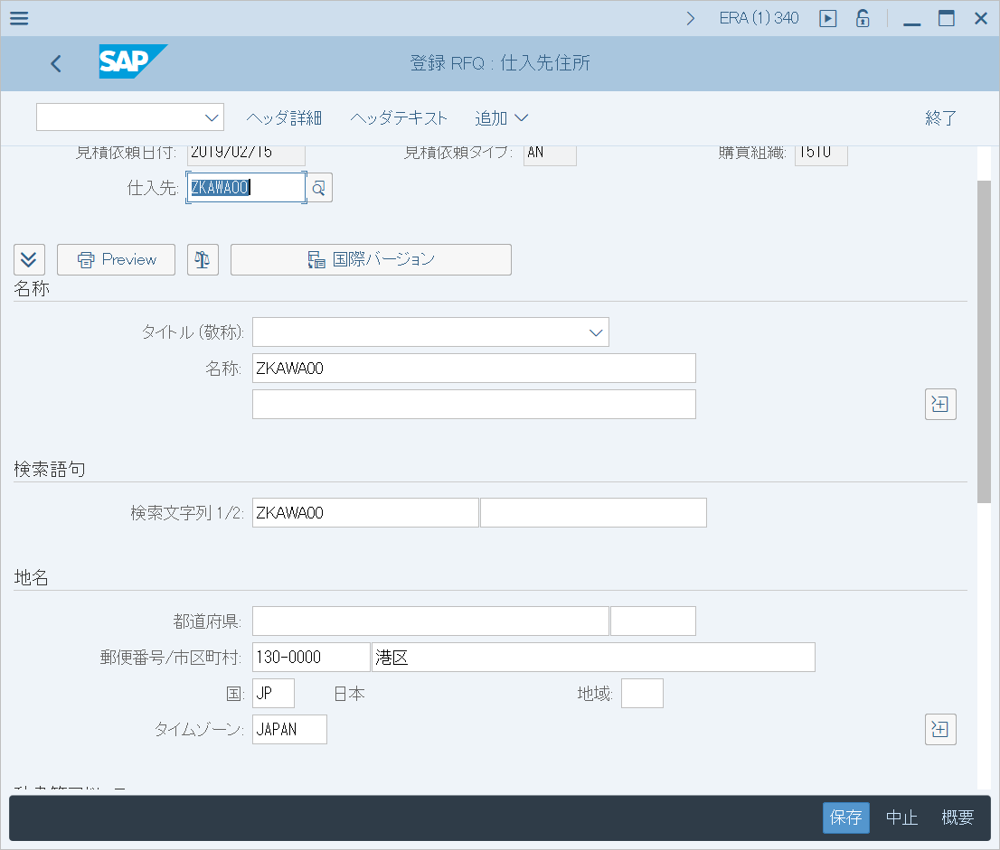 ERA (1) 340
SAP
登録 RFQ : 仕入先住所
ヘッダ詳細 ヘッダテキスト 追加 終了
見積依頼日付: 2019/02/15 見積依頼タイプ: AN 購買組織: 1510
仕入先: ZKAWA00
Preview 国際バージョン
名称
タイトル (敬称):
名称: ZKAWA00
検索語句
検索文字列 1/2: ZKAWA00
地名
都道府県:
郵便番号/市区町村: 130-0000 港区
国: JP 日本 地域:
タイムゾーン: JAPAN
保存 中止 概要